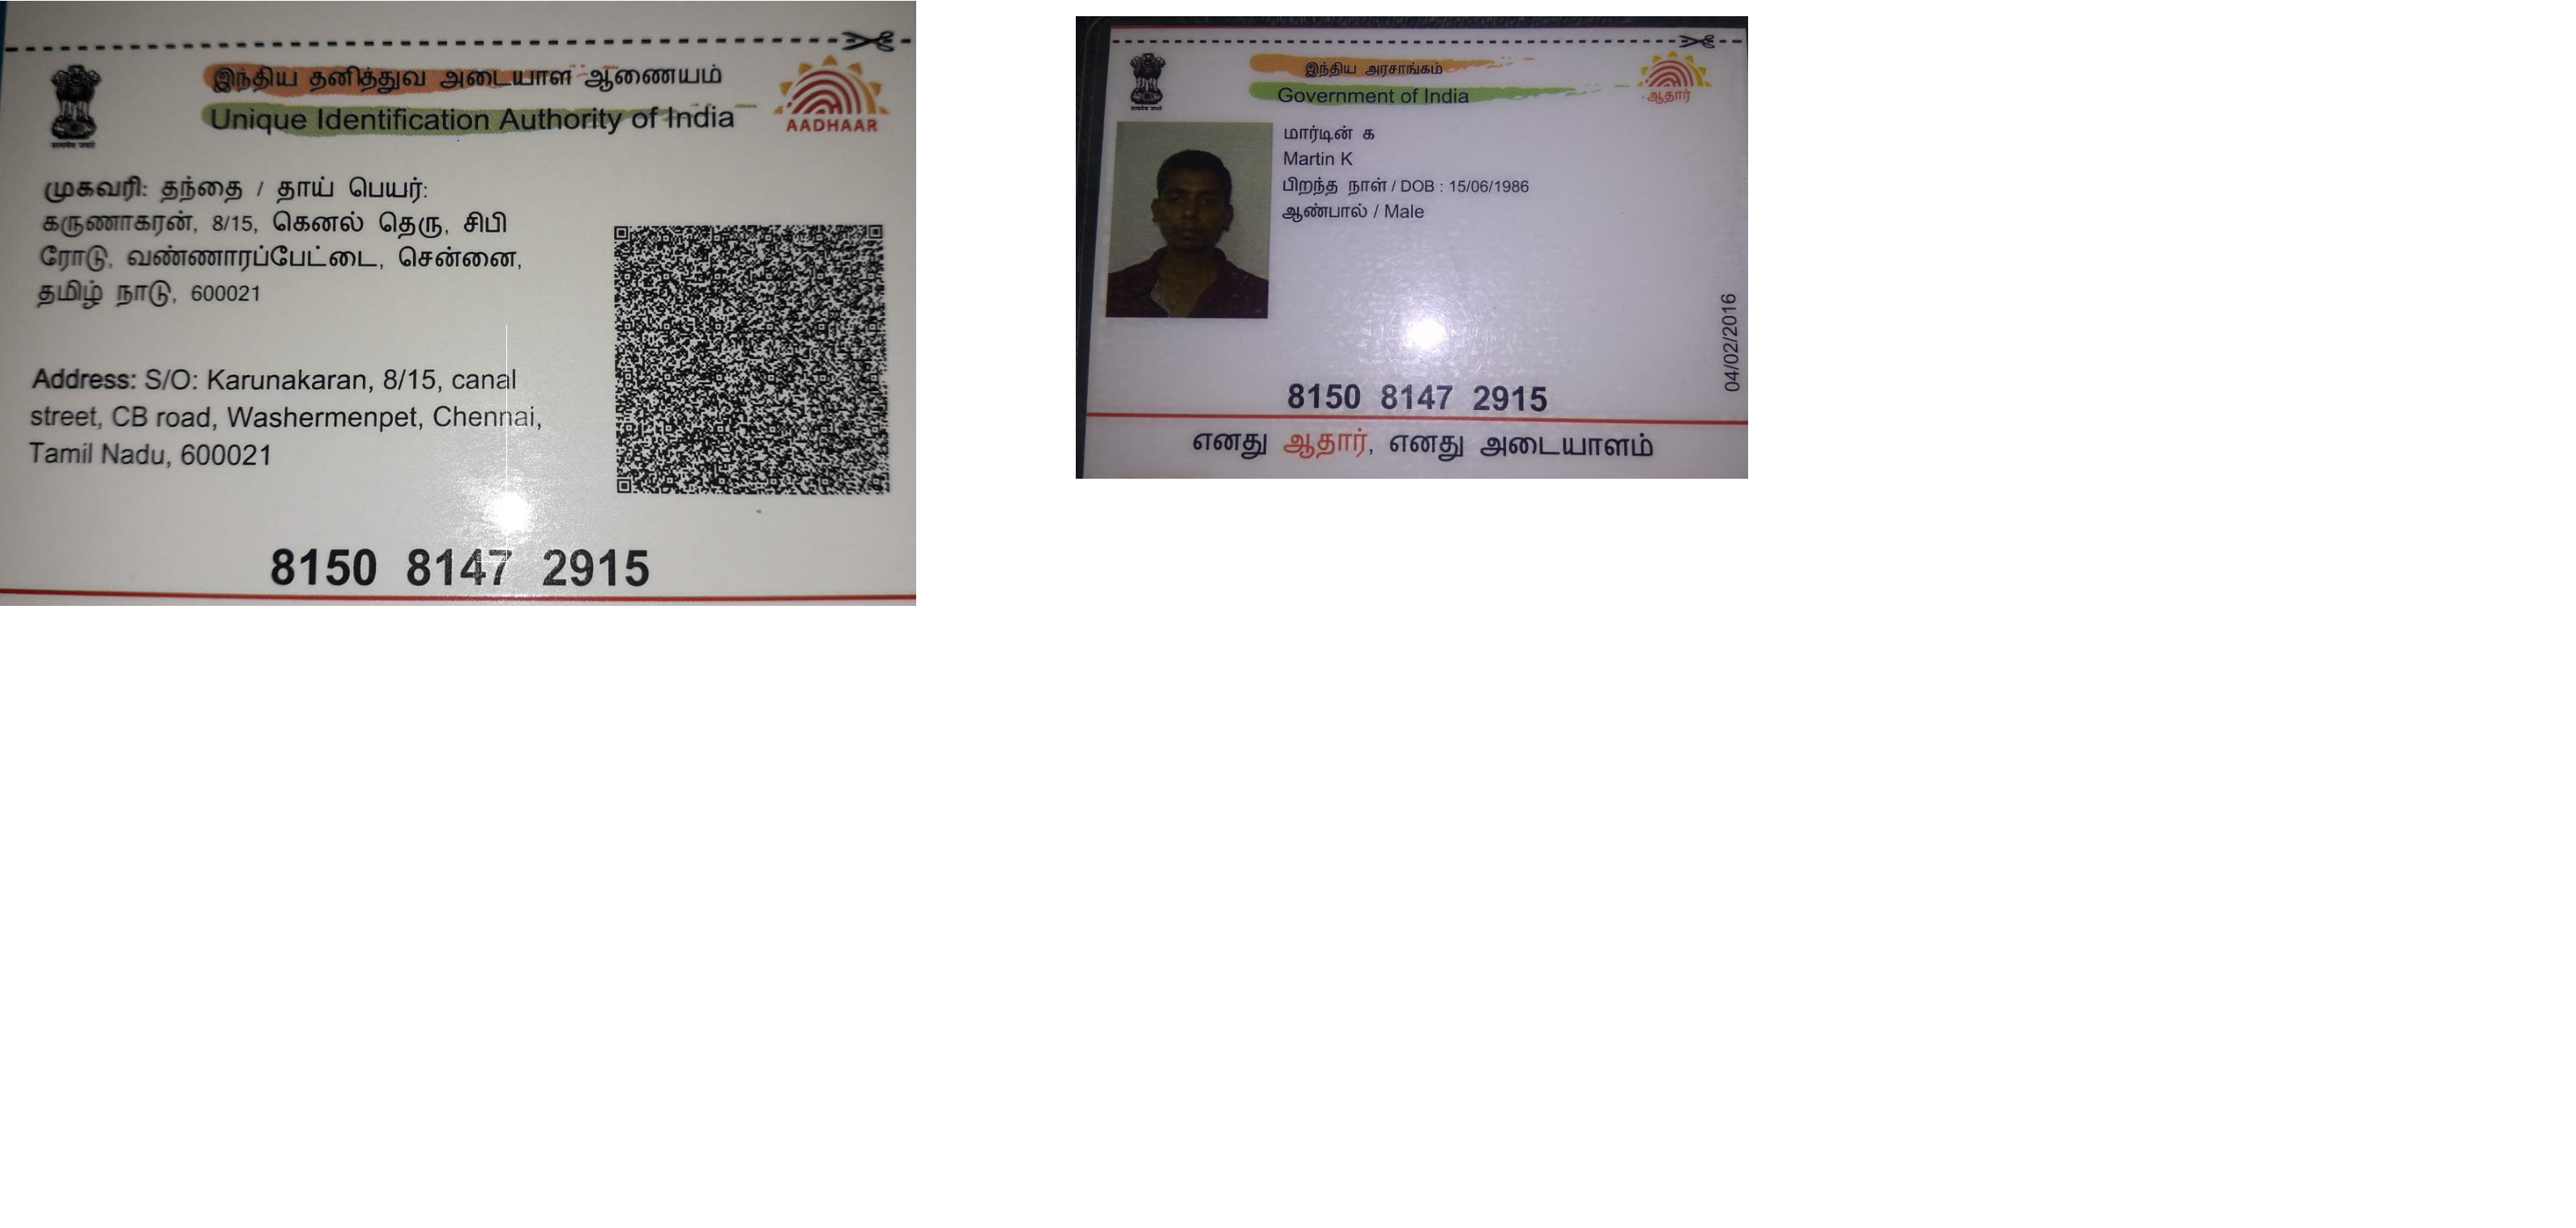 இந்திய தனித்துவ அடையாள ஆணையம்
Unique Identification Authority of India
AADHAAR
முகவரி: தந்தை / தாய் பெயர்:
கருணாகரன், 8/15, கெனல் தெரு, சிபி
ரோடு, வண்ணாரப்பேட்டை, சென்னை,
தமிழ் நாடு, 600021
Address: S/O: Karunakaran, 8/15, canal
street, CB road, Washermenpet, Chennai,
Tamil Nadu, 600021
8150 8147 2915
இந்திய அரசாங்கம்
Government of India
ஆதார்
மார்டின் க
Martin K
பிறந்த நாள் / DOB : 15/06/1986
ஆண்பால் / Male
04/02/2016
8150 8147 2915
எனது ஆதார், எனது அடையாளம்